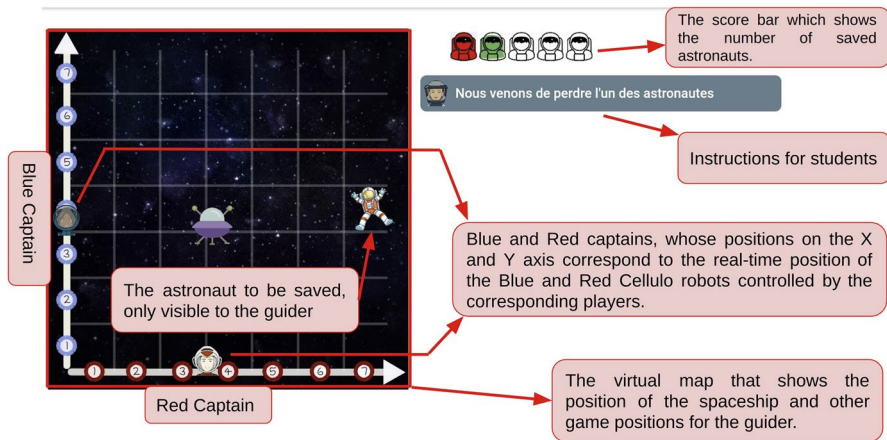 The score bar which shows
the number of saved
astronauts.
Nous venons de perdre l'un des astronautes
Instructions for students
7
6
5
3
2
1
Blue Captain
Blue and Red captains, whose positions on the X
and Y axis correspond to the real-time position of
the Blue and Red Cellulo robots controlled by the
corresponding players.
The astronaut to be saved,
only visible to the guider
1 2 3 4 5 6 7
Red Captain
The virtual map that shows the
position of the spaceship and other
game positions for the guider.